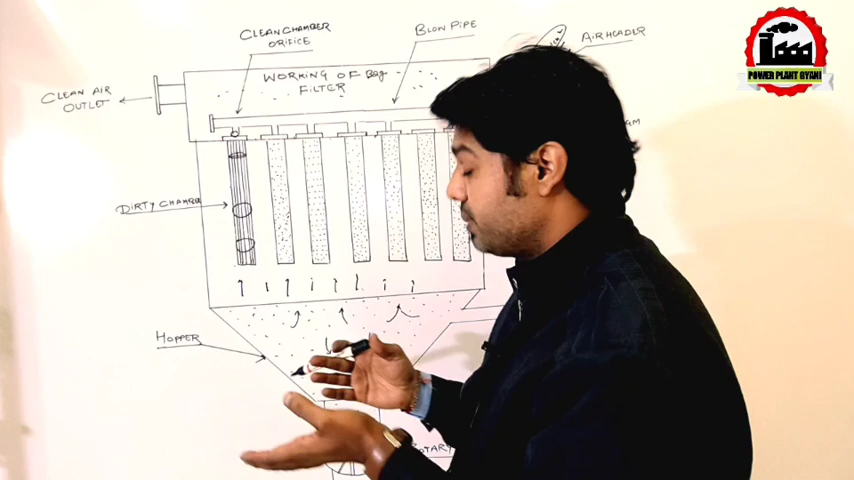 CLEAN CHAMBER
ORIFICE
BLOW PIPE
AIR HEADER
WORKING OF Bag
FILTER
CLEAN AIR
OUTLET
POWER PLANT GYANI
DIRTY CHAMBER
HOPPER
ROTARY